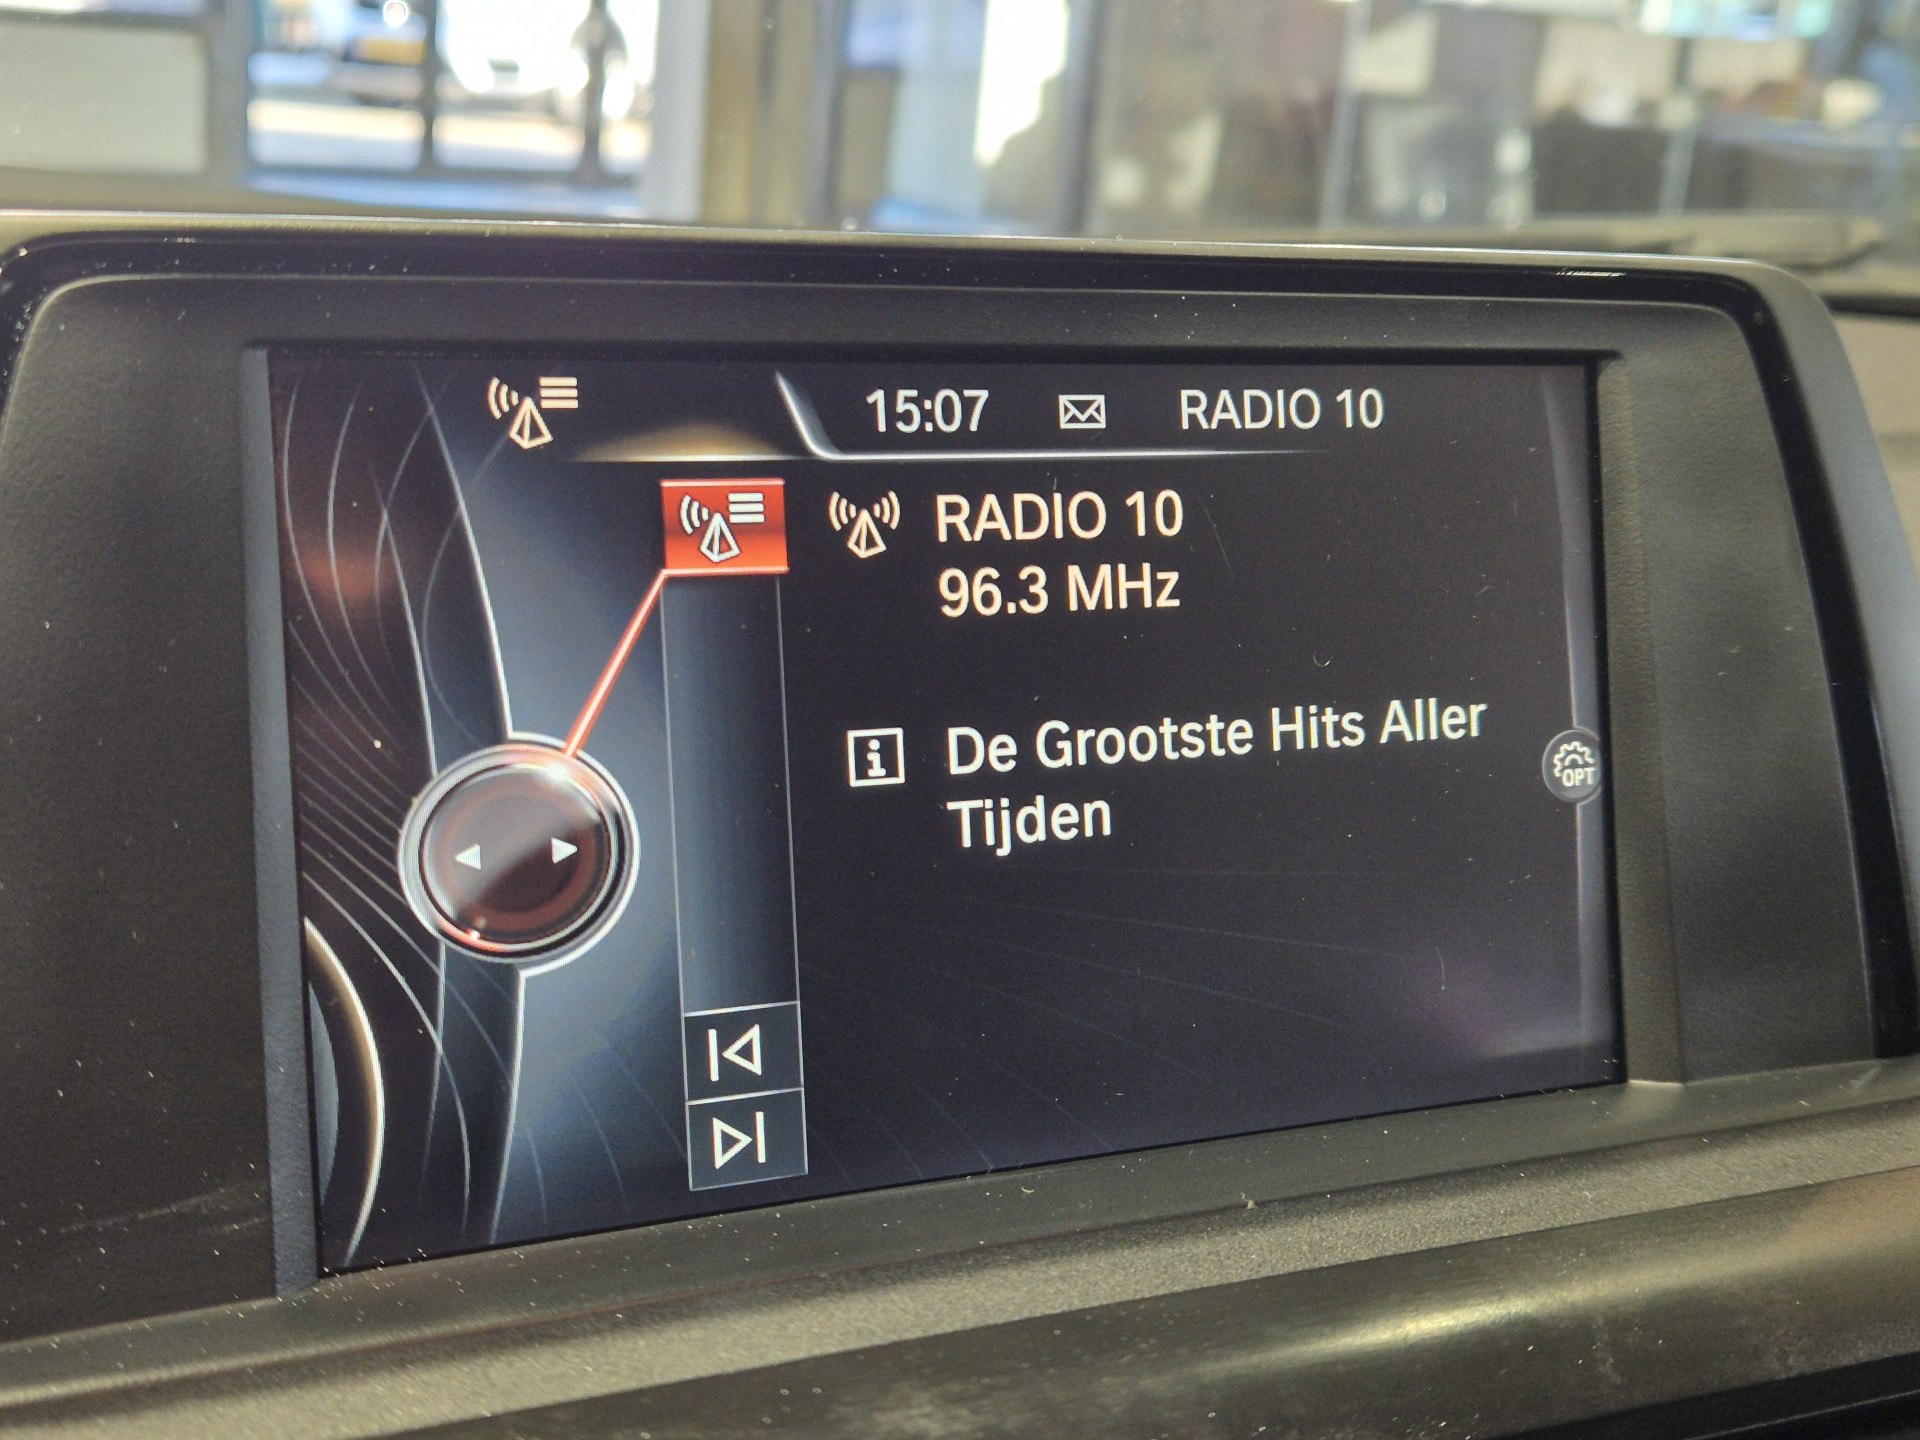 15:07 RADIO 10
RADIO 10
96.3 MHz
De Grootste Hits Aller
Tijden
OPT